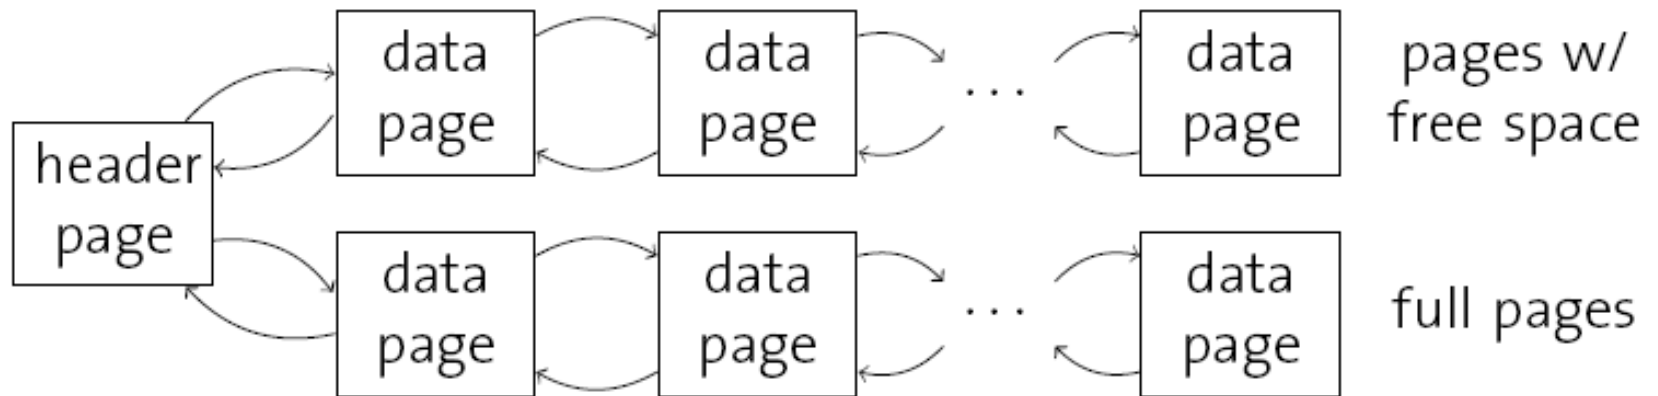 data
page
data
page
. . .
data
page
pages w/
free space
header
page
data
page
data
page
. . .
data
page
full pages